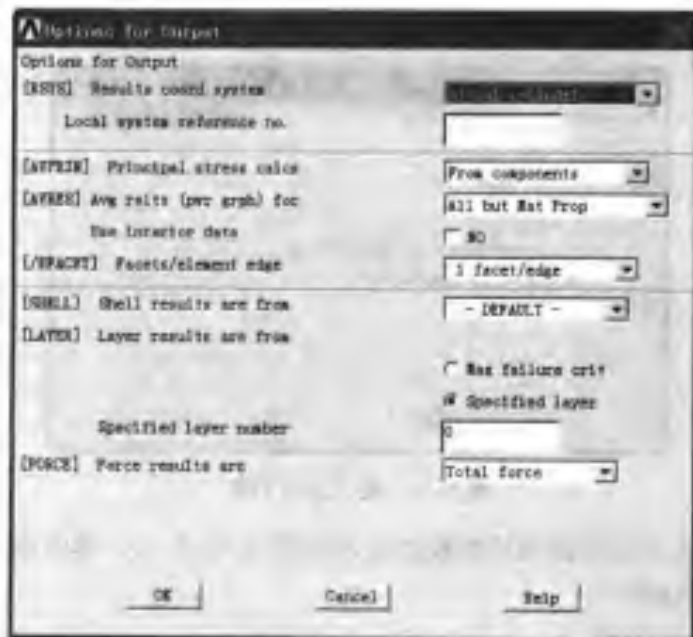 Options for Output
Options for Output
[RSYS] Results coord system
Local system reference no.
[AVPRIN] Principal stress calcs
From components
[AVRES] Avg rslts (pwr grph) for
All but Mat Prop
Use interior data
NO
[/EFACET] Facets/element edge
1 facet/edge
[SHELL] Shell results are from
- DEFAULT -
[LAYER] Layer results are from
Max failure crit
Specified layer
Specified layer number
0
[FORCE] Force results are
Total force
OK
Cancel
Help